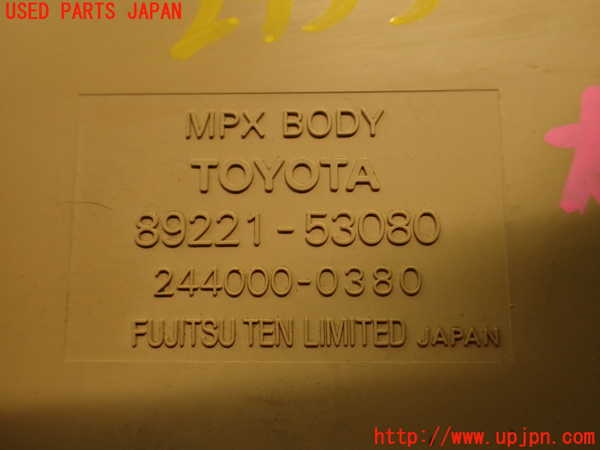 USED PARTS JAPAN
MPX BODY
TOYOTA
89221-53080
244000-0380
FUJITSU TEN LIMITED JAPAN
http://www.upjpn.com/